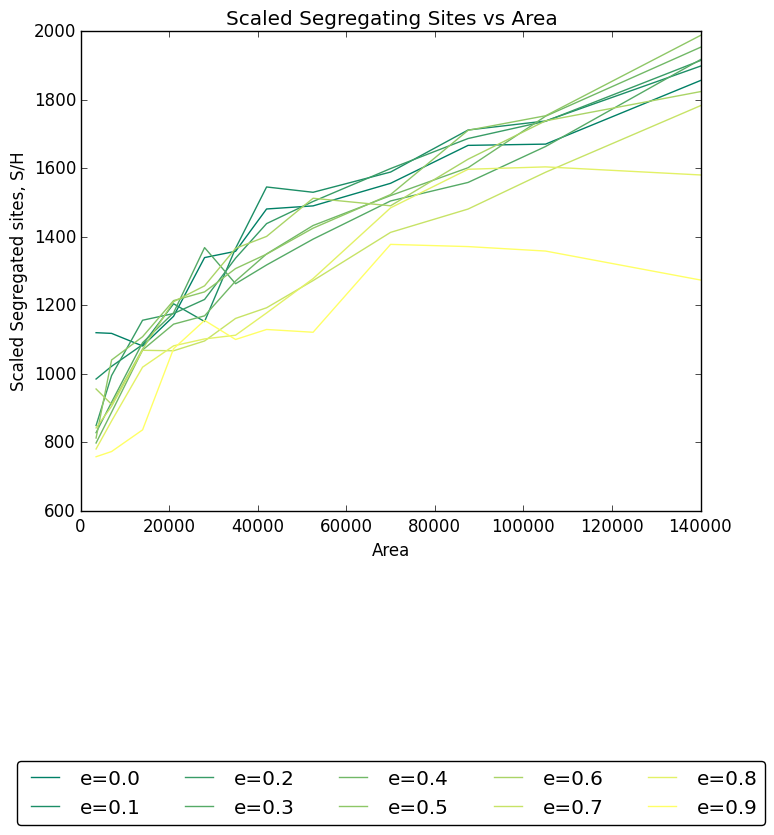 Scaled Segregating Sites vs Area
Scaled Segregated sites, S/H
2000
1800
1600
1400
1200
1000
800
600
0 20000 40000 60000 80000 100000 120000 140000
Area
e=0.0 e=0.2 e=0.4 e=0.6 e=0.8
e=0.1 e=0.3 e=0.5 e=0.7 e=0.9